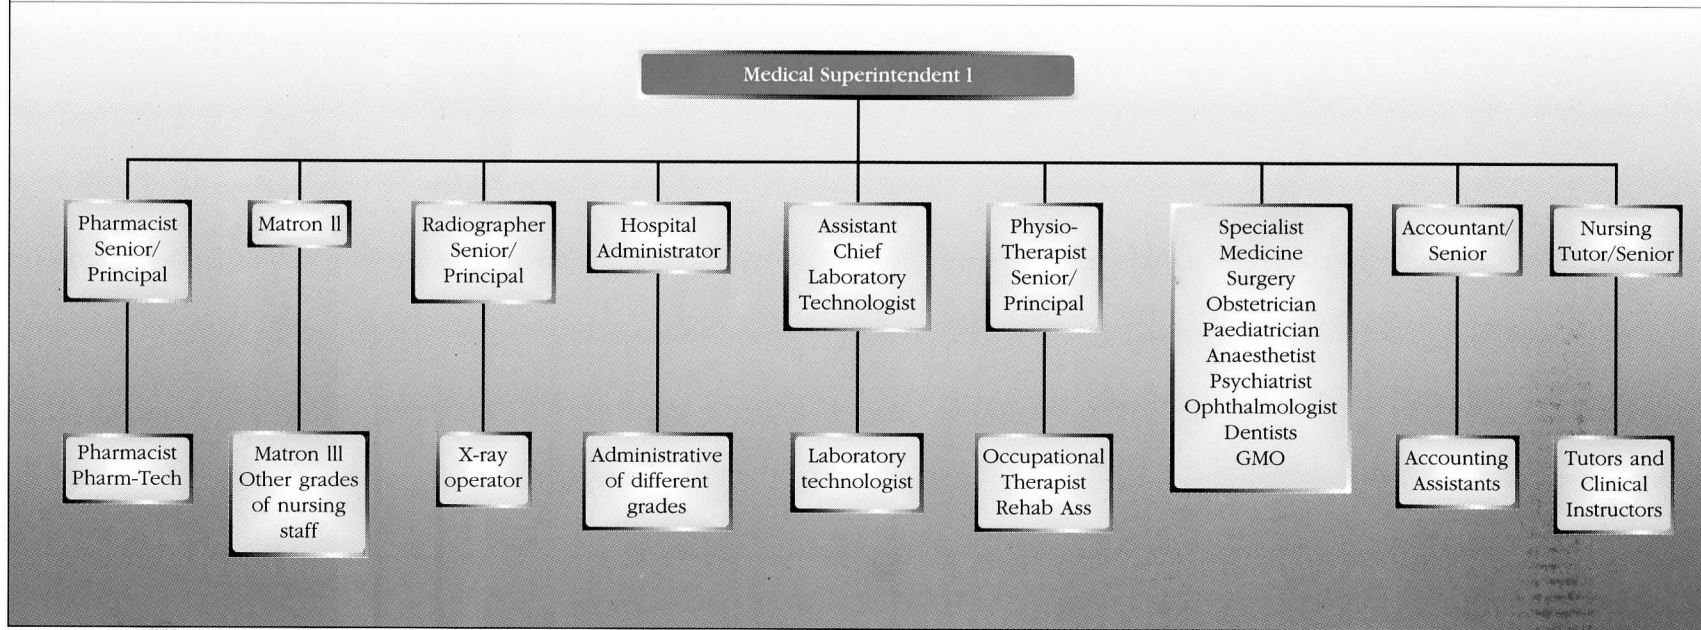 Medical Superintendent l
Pharmacist
Senior/
Principal
Matron ll
Radiographer
Senior/
Principal
Hospital
Administrator
Assistant
Chief
Laboratory
Technologist
Physio-
Therapist
Senior/
Principal
Specialist
Medicine
Surgery
Obstetrician
Paediatrician
Anaesthetist
Psychiatrist
Ophthalmologist
Dentists
GMO
Accountant/
Senior
Nursing
Tutor/Senior
Pharmacist
Pharm-Tech
Matron lll
Other grades
of nursing
staff
X-ray
operator
Administrative
of different
grades
Laboratory
technologist
Occupational
Therapist
Rehab Ass
Accounting
Assistants
Tutors and
Clinical
Instructors